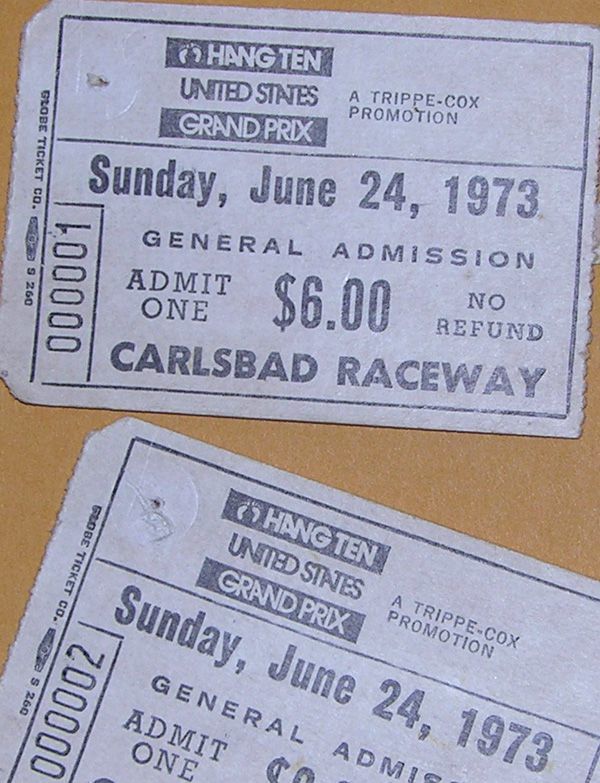 HANG TEN
UNITED STATES
GRAND PRIX
A TRIPPE-COX
PROMOTION
Sunday, June 24, 1973
GENERAL ADMISSION
ADMIT
ONE
$6.00
NO
REFUND
CARLSBAD RACEWAY
000001
GLOBE TICKET CO. S 260
HANG TEN
UNITED STATES
GRAND PRIX
A TRIPPE-COX
PROMOTION
Sunday, June 24, 1973
GENERAL ADMIS
ADMIT
ONE
000002
GLOBE TICKET CO. S 260